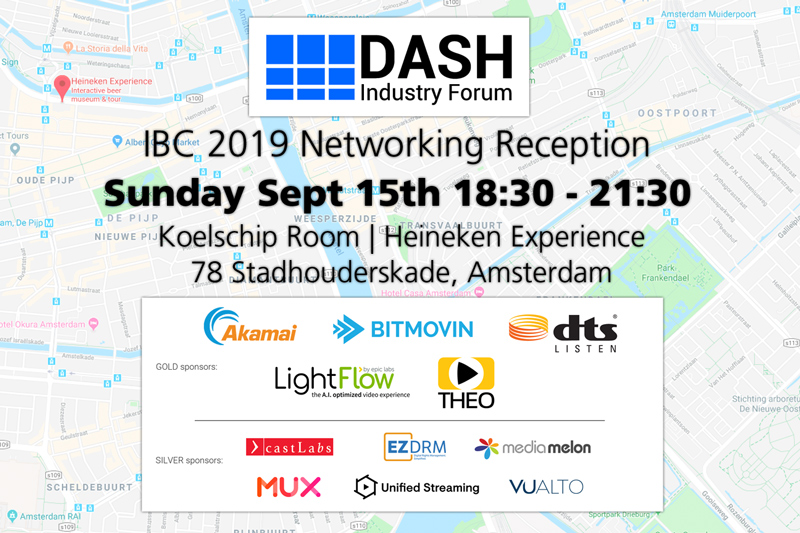 Amsterdam Muiderpoort
La Storia della Vita
Heineken Experience
Interactive beer
museum & tour
s100
DASH
Industry Forum
OOSTPOORT
IBC 2019 Networking Reception
OUDE PIJP
Sunday Sept 15th 18:30 - 21:30
DE PIJP
WEESPERZIJDE
TRANSVAALBUURT
NIEUWE PIJP
Koelschip Room | Heineken Experience
78 Stadhouderskade, Amsterdam
Park-
Frankendael
Hotel Casa Amsterdam
Hotel Okura Amsterdam
Akamai
BITMOVIN
dts
LISTEN
GOLD sponsors:
LightFlow
by epic labs
the A.I. optimized video experience
THEO
Stichting arboretum
De Nieuwe Oosterb
castLabs
EZDRM
mediamelon
SILVER sponsors:
MUX
Unified Streaming
VUALTO
SCHELDEBUURT
Amsterdam RAI
RIJNBUURT
Sportpark Drieburg